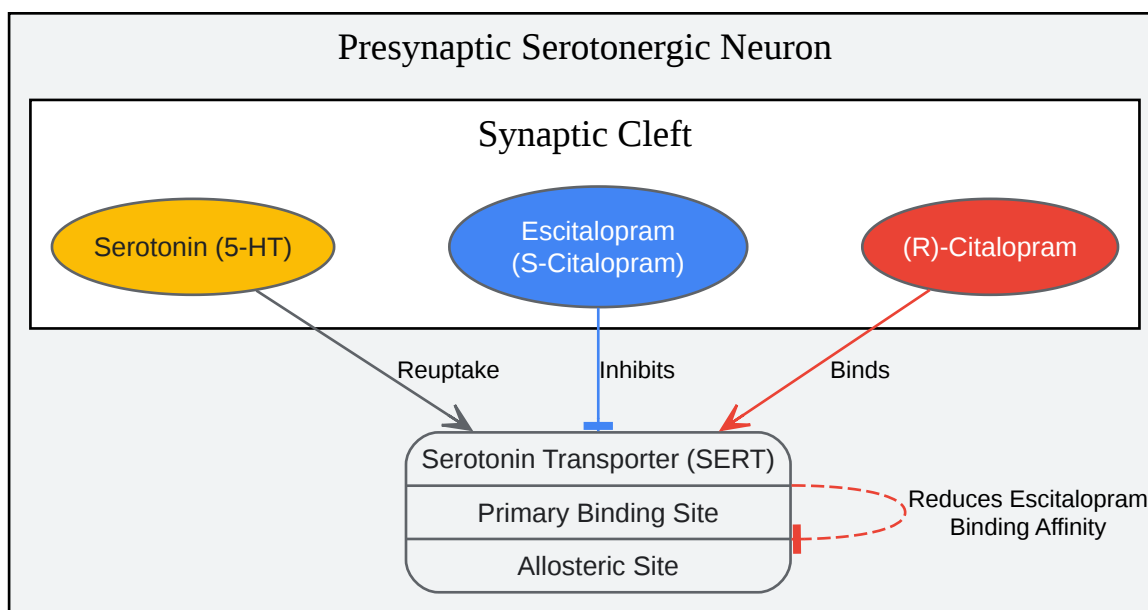 Presynaptic Serotonergic Neuron
Synaptic Cleft
Serotonin (5-HT)
Escitalopram
(S-Citalopram)
(R)-Citalopram
Reuptake
Inhibits
Binds
Serotonin Transporter (SERT)
Primary Binding Site
Allosteric Site
Reduces Escitalopram
Binding Affinity